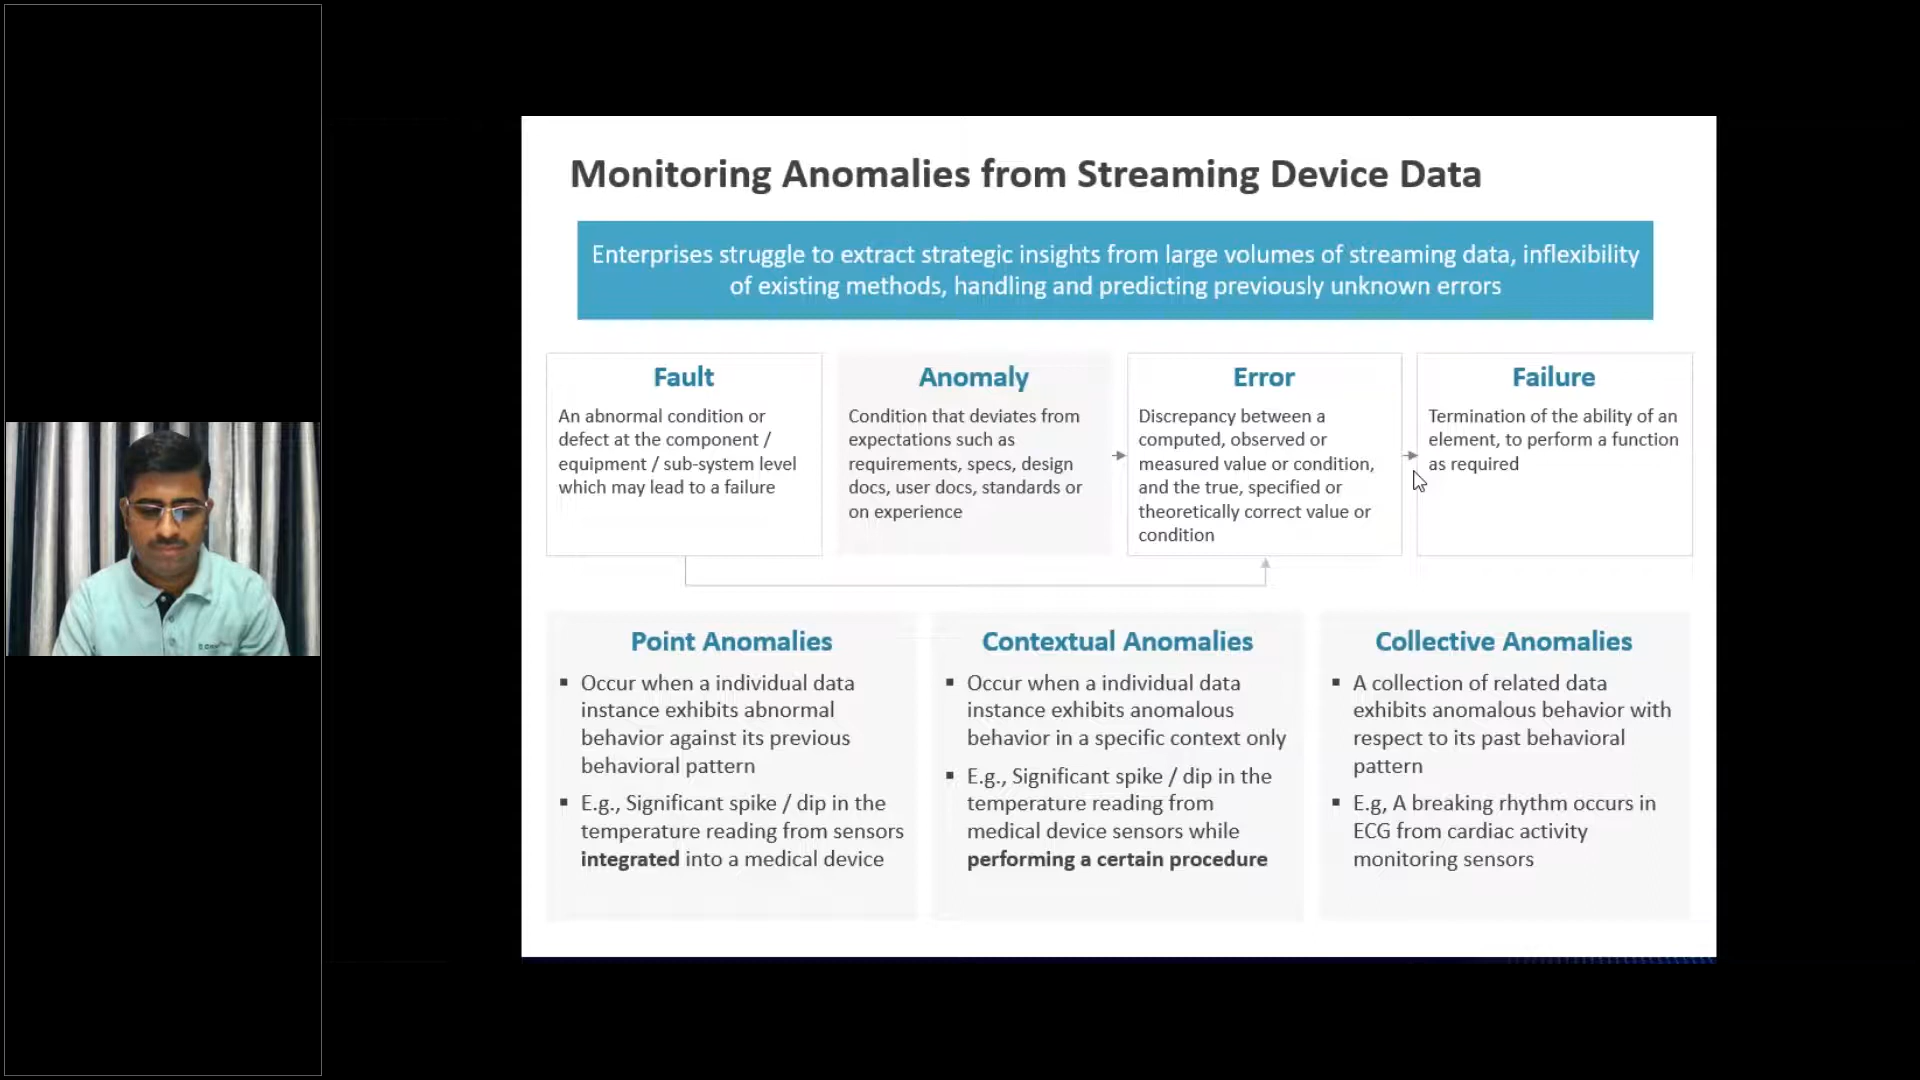 Monitoring Anomalies from Streaming Device Data
Enterprises struggle to extract strategic insights from large volumes of streaming data, inflexibility
of existing methods, handling and predicting previously unknown errors
Fault
An abnormal condition or
defect at the component /
equipment / sub-system level
which may lead to a failure
Anomaly
Condition that deviates from
expectations such as
requirements, specs, design
docs, user docs, standards or
on experience
Error
Discrepancy between a
computed, observed or
measured value or condition,
and the true, specified or
theoretically correct value or
condition
Failure
Termination of the ability of an
element, to perform a function
as required
Point Anomalies
▪ Occur when a individual data
instance exhibits abnormal
behavior against its previous
behavioral pattern
▪ E.g., Significant spike / dip in the
temperature reading from sensors
integrated into a medical device
Contextual Anomalies
▪ Occur when a individual data
instance exhibits anomalous
behavior in a specific context only
▪ E.g., Significant spike / dip in the
temperature reading from
medical device sensors while
performing a certain procedure
Collective Anomalies
▪ A collection of related data
exhibits anomalous behavior with
respect to its past behavioral
pattern
▪ E.g, A breaking rhythm occurs in
ECG from cardiac activity
monitoring sensors